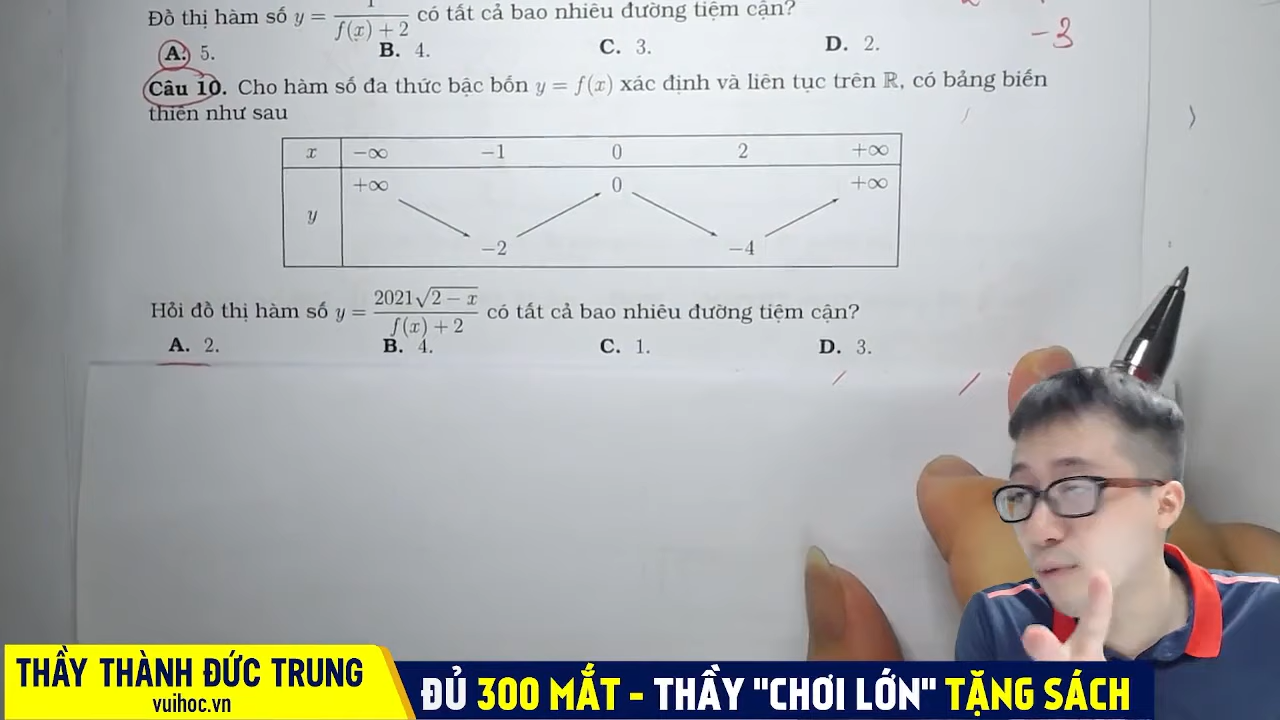 Đồ thị hàm số y = 1/(f(x) + 2) có tất cả bao nhiêu đường tiệm cận?
A. 5. B. 4. C. 3. D. 2.
-3
Câu 10. Cho hàm số đa thức bậc bốn y = f(x) xác định và liên tục trên ℝ, có bảng biến
thiên như sau
x −∞ −1 0 2 +∞
+∞ 0 +∞
y
−2 −4
Hỏi đồ thị hàm số y = 2021√(2 − x)/(f(x) + 2) có tất cả bao nhiêu đường tiệm cận?
A. 2. B. 4. C. 1. D. 3.
THẦY THÀNH ĐỨC TRUNG
vuihoc.vn
ĐỦ 300 MẮT - THẦY "CHƠI LỚN" TẶNG SÁCH